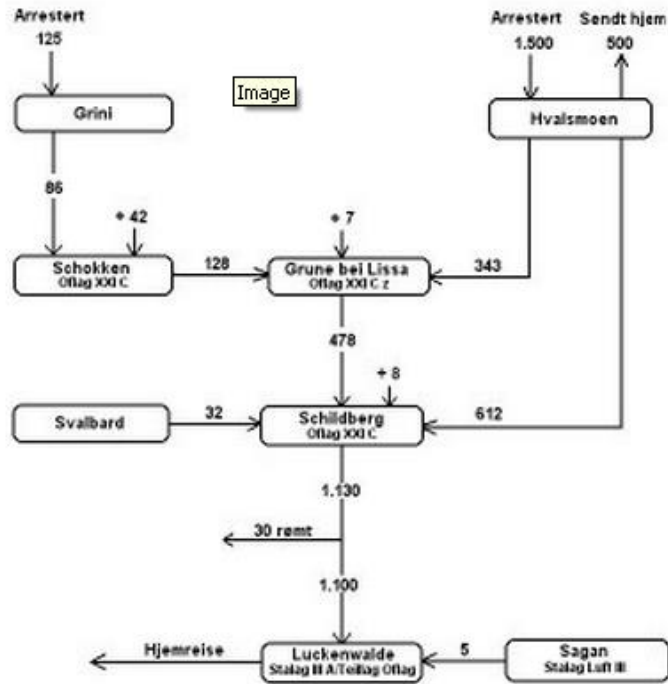 Arrestert
125
Arrestert
1.500
Sendt hjem
500
Image
Grini
Hvalsmoen
86
+ 42
+ 7
Schokken
Oflag XXI C
128
Grune bei Lissa
Oflag XXI C z
343
478
+ 8
Svalbard
32
Schildberg
Oflag XXI C
612
1.130
30 rømt
1.100
Hjemreise
Luckenwalde
Stalag III A/Teillag Oflag
5
Sagan
Stalag Luft III